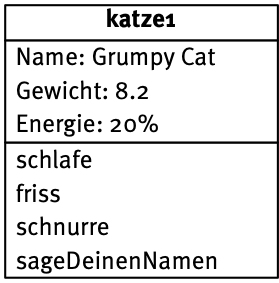 katze1
Name: Grumpy Cat
Gewicht: 8.2
Energie: 20%
schlafe
friss
schnurre
sageDeinenNamen